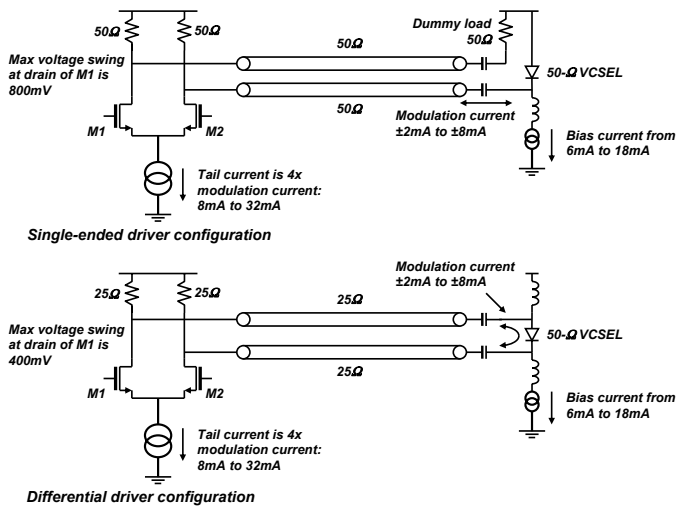 50Ω
50Ω
Max voltage swing
at drain of M1 is
800mV
50Ω
50Ω
Dummy load
50Ω
50-Ω VCSEL
Modulation current
±2mA to ±8mA
M1
M2
Bias current from
6mA to 18mA
Tail current is 4x
modulation current:
8mA to 32mA
Single-ended driver configuration
25Ω
25Ω
Max voltage swing
at drain of M1 is
400mV
25Ω
25Ω
Modulation current
±2mA to ±8mA
50-Ω VCSEL
M1
M2
Bias current from
6mA to 18mA
Tail current is 4x
modulation current:
8mA to 32mA
Differential driver configuration